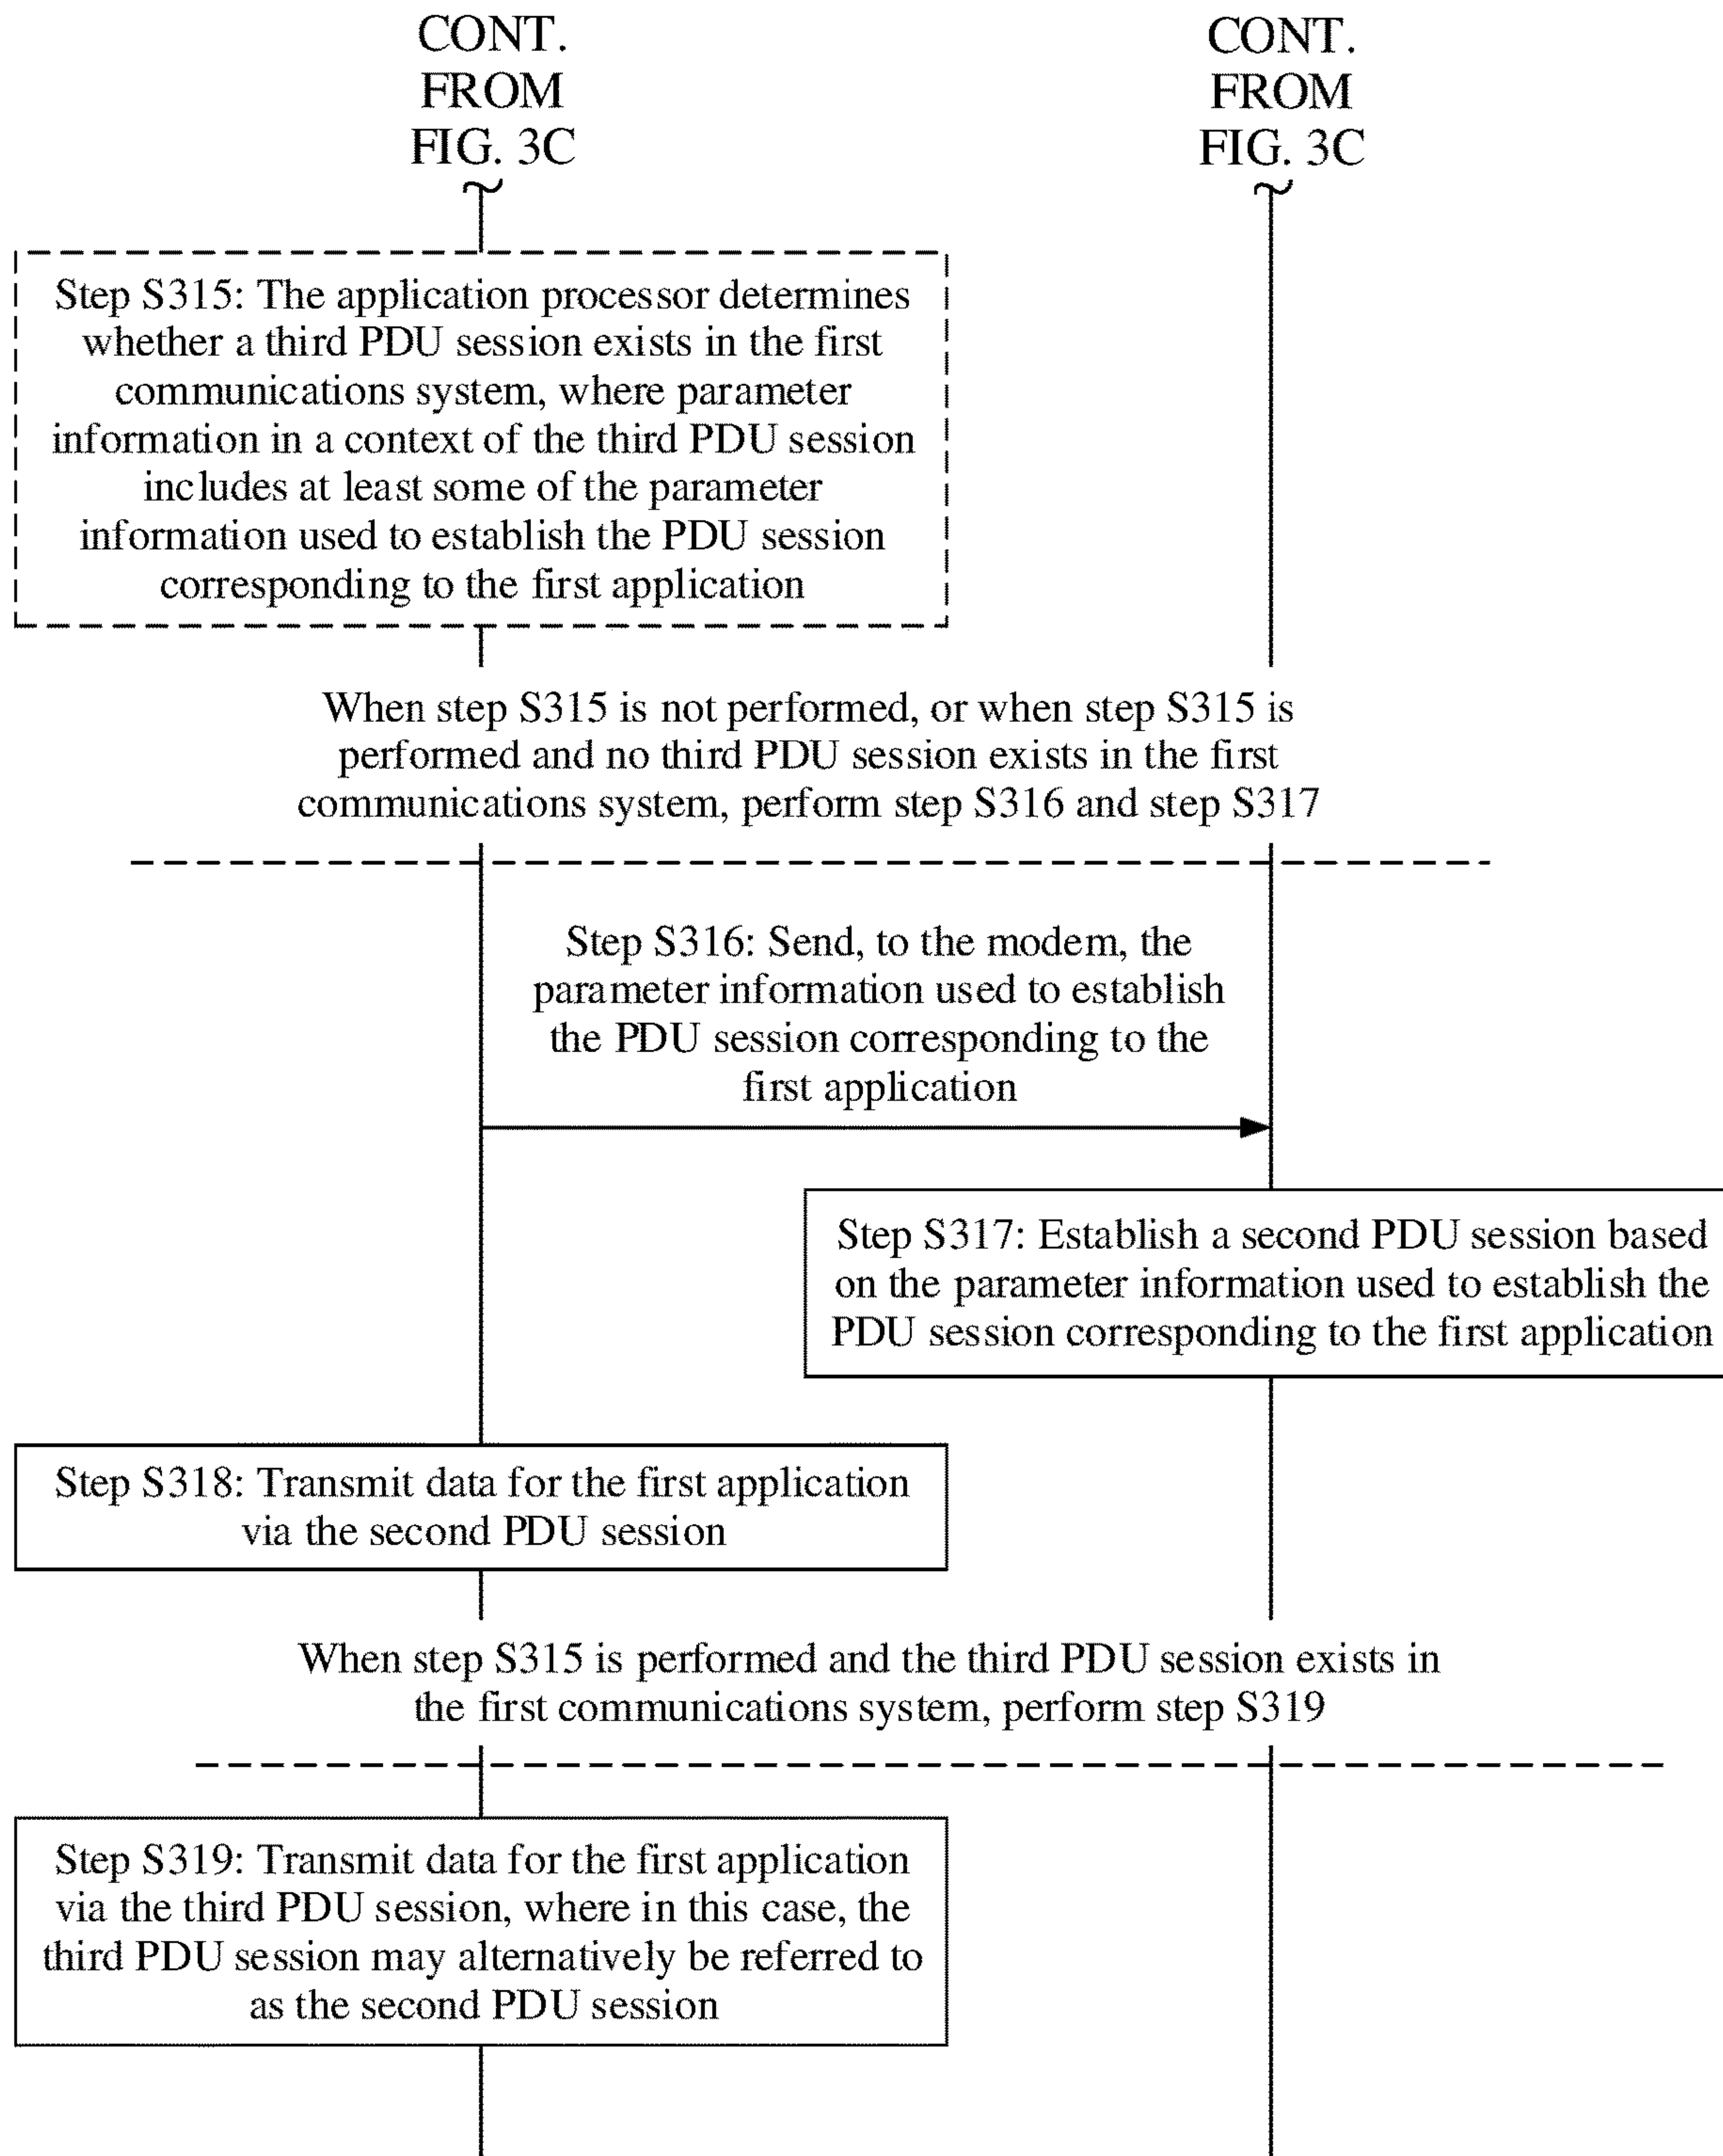 CONT.
FROM
FIG. 3C
CONT.
FROM
FIG. 3C
Step S315: The application processor determines
whether a third PDU session exists in the first
communications system, where parameter
information in a context of the third PDU session
includes at least some of the parameter
information used to establish the PDU session
corresponding to the first application
When step S315 is not performed, or when step S315 is
performed and no third PDU session exists in the first
communications system, perform step S316 and step S317
Step S316: Send, to the modem, the
parameter information used to establish
the PDU session corresponding to the
first application
Step S317: Establish a second PDU session based
on the parameter information used to establish the
PDU session corresponding to the first application
Step S318: Transmit data for the first application
via the second PDU session
When step S315 is performed and the third PDU session exists in
the first communications system, perform step S319
Step S319: Transmit data for the first application
via the third PDU session, where in this case, the
third PDU session may alternatively be referred to
as the second PDU session